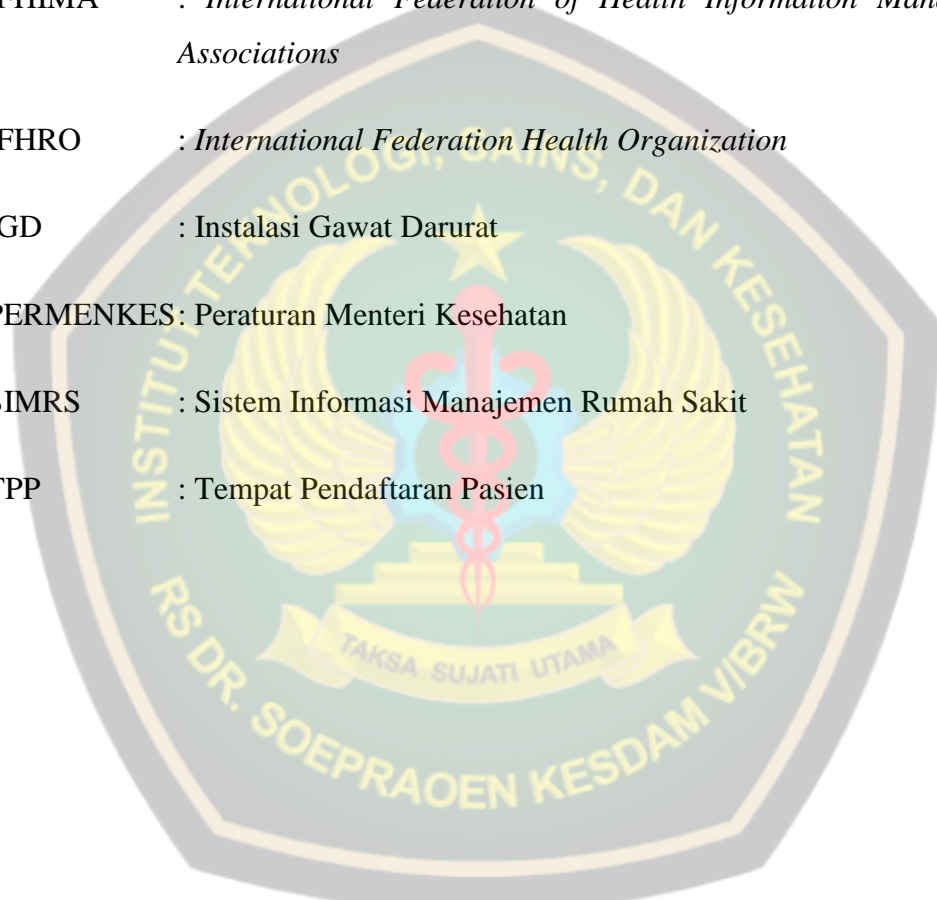 FHIMA : International Federation of Health Information Mana
Associations
FHRO : International Federation Health Organization
GD : Instalasi Gawat Darurat
PERMENKES : Peraturan Menteri Kesehatan
SIMRS : Sistem Informasi Manajemen Rumah Sakit
TPP : Tempat Pendaftaran Pasien
INSTITUT TEKNOLOGI, SAINS, DAN KESEHATAN
TAKSA SUJATI UTAMA
RS DR. SOEPRAOEN KESDAM V/BRW